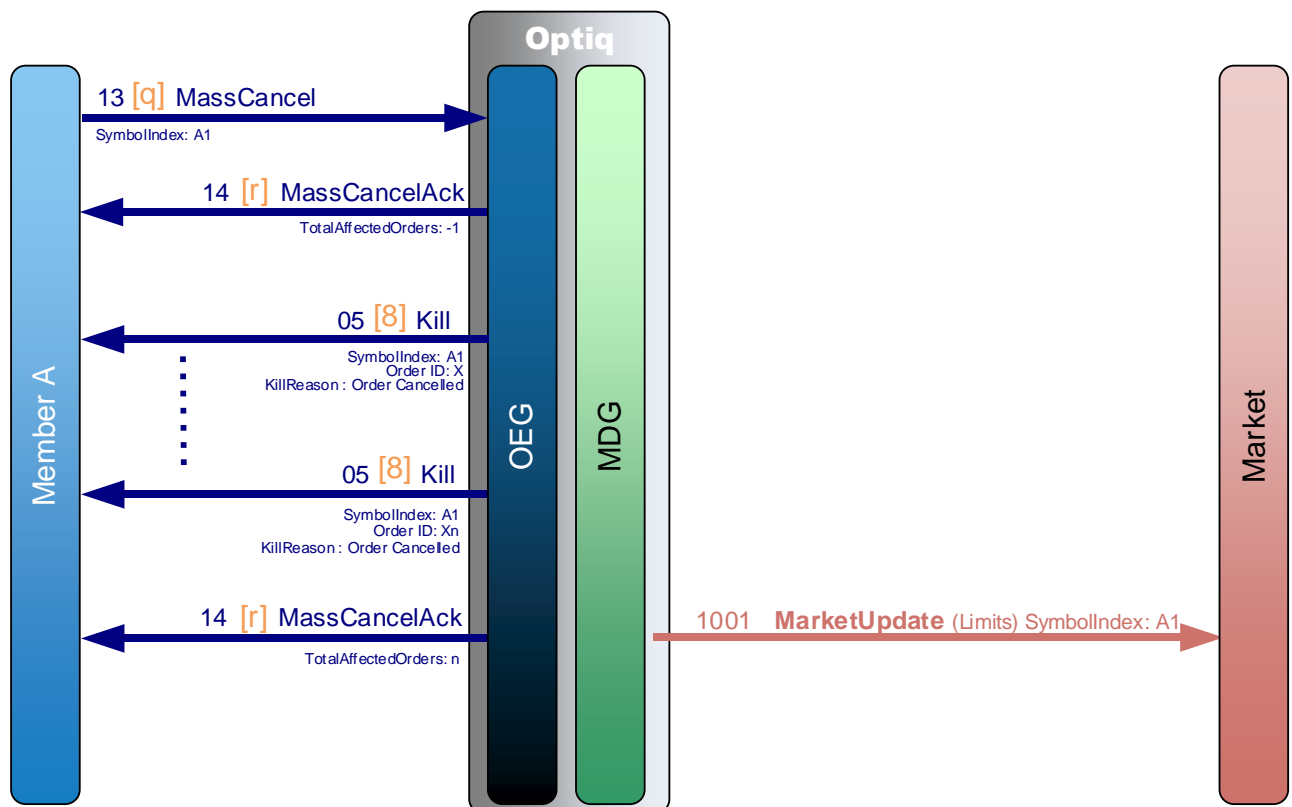 Optiq
13 [q] MassCancel
SymbolIndex: A1
14 [r] MassCancelAck
TotalAffectedOrders: -1
05 [8] Kill
SymbolIndex: A1
Order ID: X
KillReason : Order Cancelled
Member A
OEG
MDG
Market
05 [8] Kill
SymbolIndex: A1
Order ID: Xn
KillReason : Order Cancelled
14 [r] MassCancelAck
TotalAffectedOrders: n
1001 MarketUpdate (Limits) SymbolIndex: A1